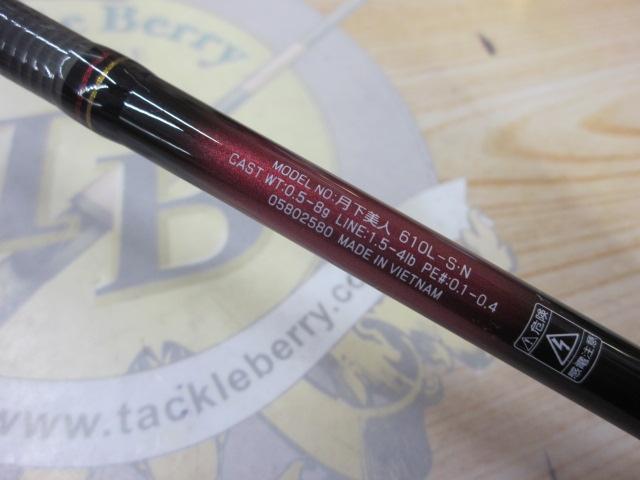 MODEL NO:月下美人 610L-S・N
CAST WT:0.5-8g LINE:1.5-4lb PE#:0.1-0.4
05802580 MADE IN VIETNAM
⚠危険
感電注意
Berry
B
www.tackleberry.co